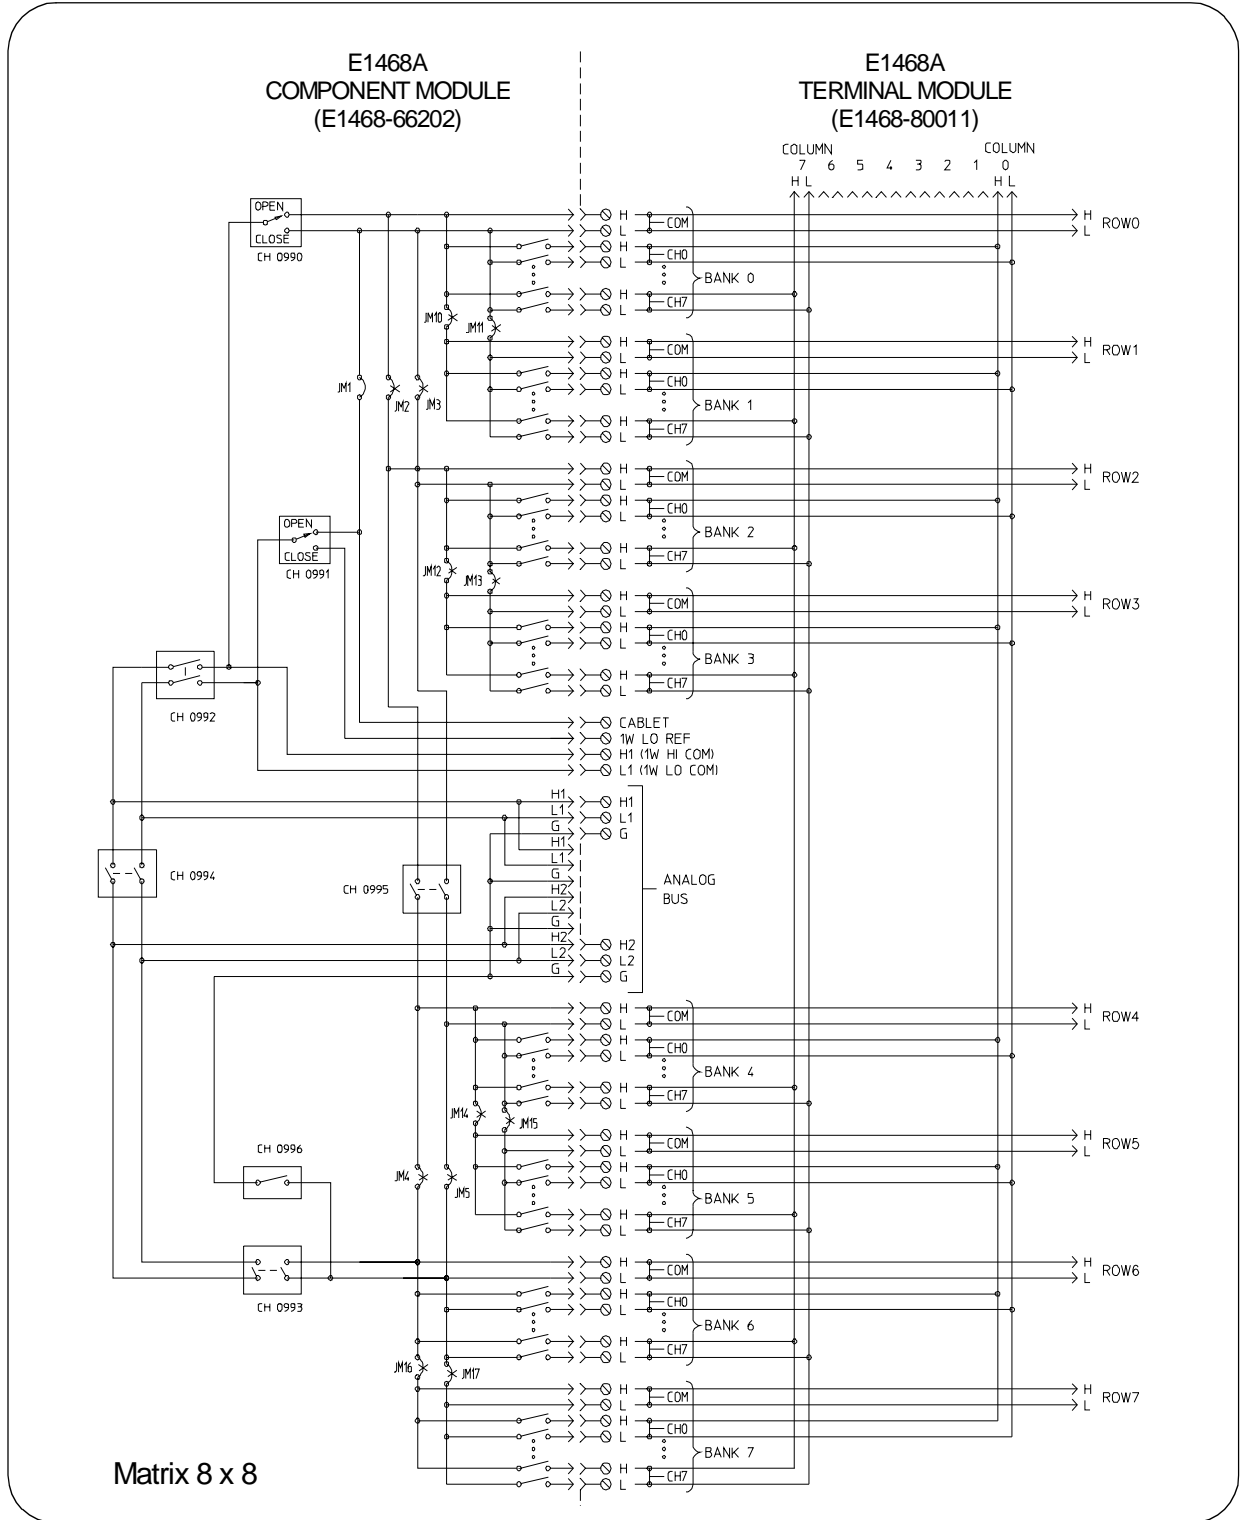 E1468A
COMPONENT MODULE
(E1468-66202)
E1468A
TERMINAL MODULE
(E1468-80011)
COLUMN COLUMN
7 6 5 4 3 2 1 0
H L H L
OPEN
CLOSE
CH 0990
H
L
H
L
H
L
COM
CH0
CH7
BANK 0
H
L
ROW0
JM10
JM11
H
L
H
L
H
L
COM
CH0
CH7
BANK 1
H
L
ROW1
JM1
JM2
JM3
H
L
H
L
H
L
COM
CH0
CH7
BANK 2
H
L
ROW2
OPEN
CLOSE
CH 0991
JM12
JM13
H
L
H
L
H
L
COM
CH0
CH7
BANK 3
H
L
ROW3
CH 0992
CABLET
1W LO REF
H1 (1W HI COM)
L1 (1W LO COM)
H1
L1
G
H1
L1
G
H2
L2
G
H2
L2
G
H1
L1
G
H2
L2
G
ANALOG
BUS
CH 0994
CH 0995
H
L
H
L
H
L
COM
CH0
CH7
BANK 4
H
L
ROW4
JM14
JM15
H
L
H
L
H
L
COM
CH0
CH7
BANK 5
H
L
ROW5
CH 0996
JM4
JM5
CH 0993
H
L
H
L
H
L
COM
CH0
CH7
BANK 6
H
L
ROW6
JM16
JM17
H
L
H
L
H
L
COM
CH0
CH7
BANK 7
H
L
ROW7
Matrix 8 x 8